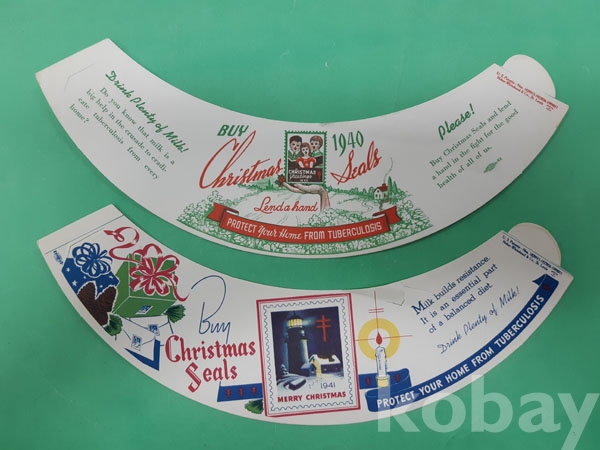 Drink Plenty of Milk!
Do you know that milk is a
big help in the crusade to eradi-
cate tuberculosis from every
home?
BUY
Christmas
1940
Seals
CHRISTMAS
Greetings
Lend a hand
PROTECT Your Home FROM TUBERCULOSIS
Please!
Buy Christmas Seals and lend
a hand in the fight for the good
health of all of us.
Buy
Christmas
Seals
1941
MERRY CHRISTMAS
Milk builds resistance.
It is an essential part
of a balanced diet.
Drink Plenty of Milk!
PROTECT YOUR HOME FROM TUBERCULOSIS
kobay